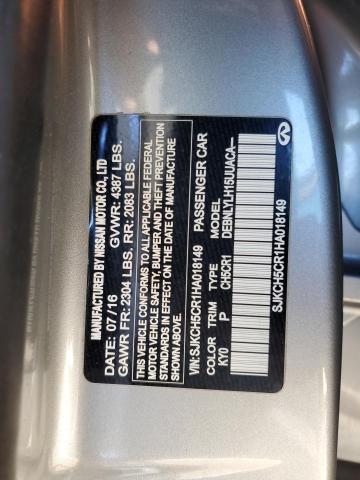 MANUFACTURED BY NISSAN MOTOR CO., LTD
DATE: 07/16 GVWR: 4387 LBS.
GAWR FR: 2304 LBS. RR: 2083 LBS.
THIS VEHICLE CONFORMS TO ALL APPLICABLE FEDERAL
MOTOR VEHICLE SAFETY, BUMPER AND THEFT PREVENTION
STANDARDS IN EFFECT ON THE DATE OF MANUFACTURE
SHOWN ABOVE.
VIN: SJKCH5CR1HA018149 PASSENGER CAR
COLOR TRIM TYPE MODEL
KY0 P CH5CR1 DEBNLYLH15UUACA--
SJKCH5CR1HA018149